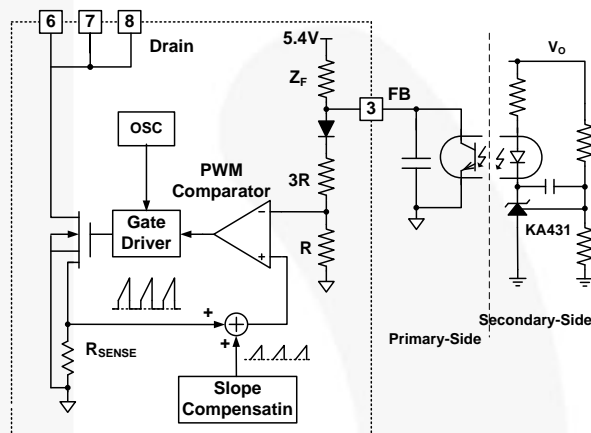 6 7 8
Drain
5.4V
V_O
Z_F
3 FB
OSC
PWM
Comparator
3R
−
Gate
Driver
+
R
KA431
+
+
R_SENSE
Primary-Side
Secondary-Side
Slope
Compensatin